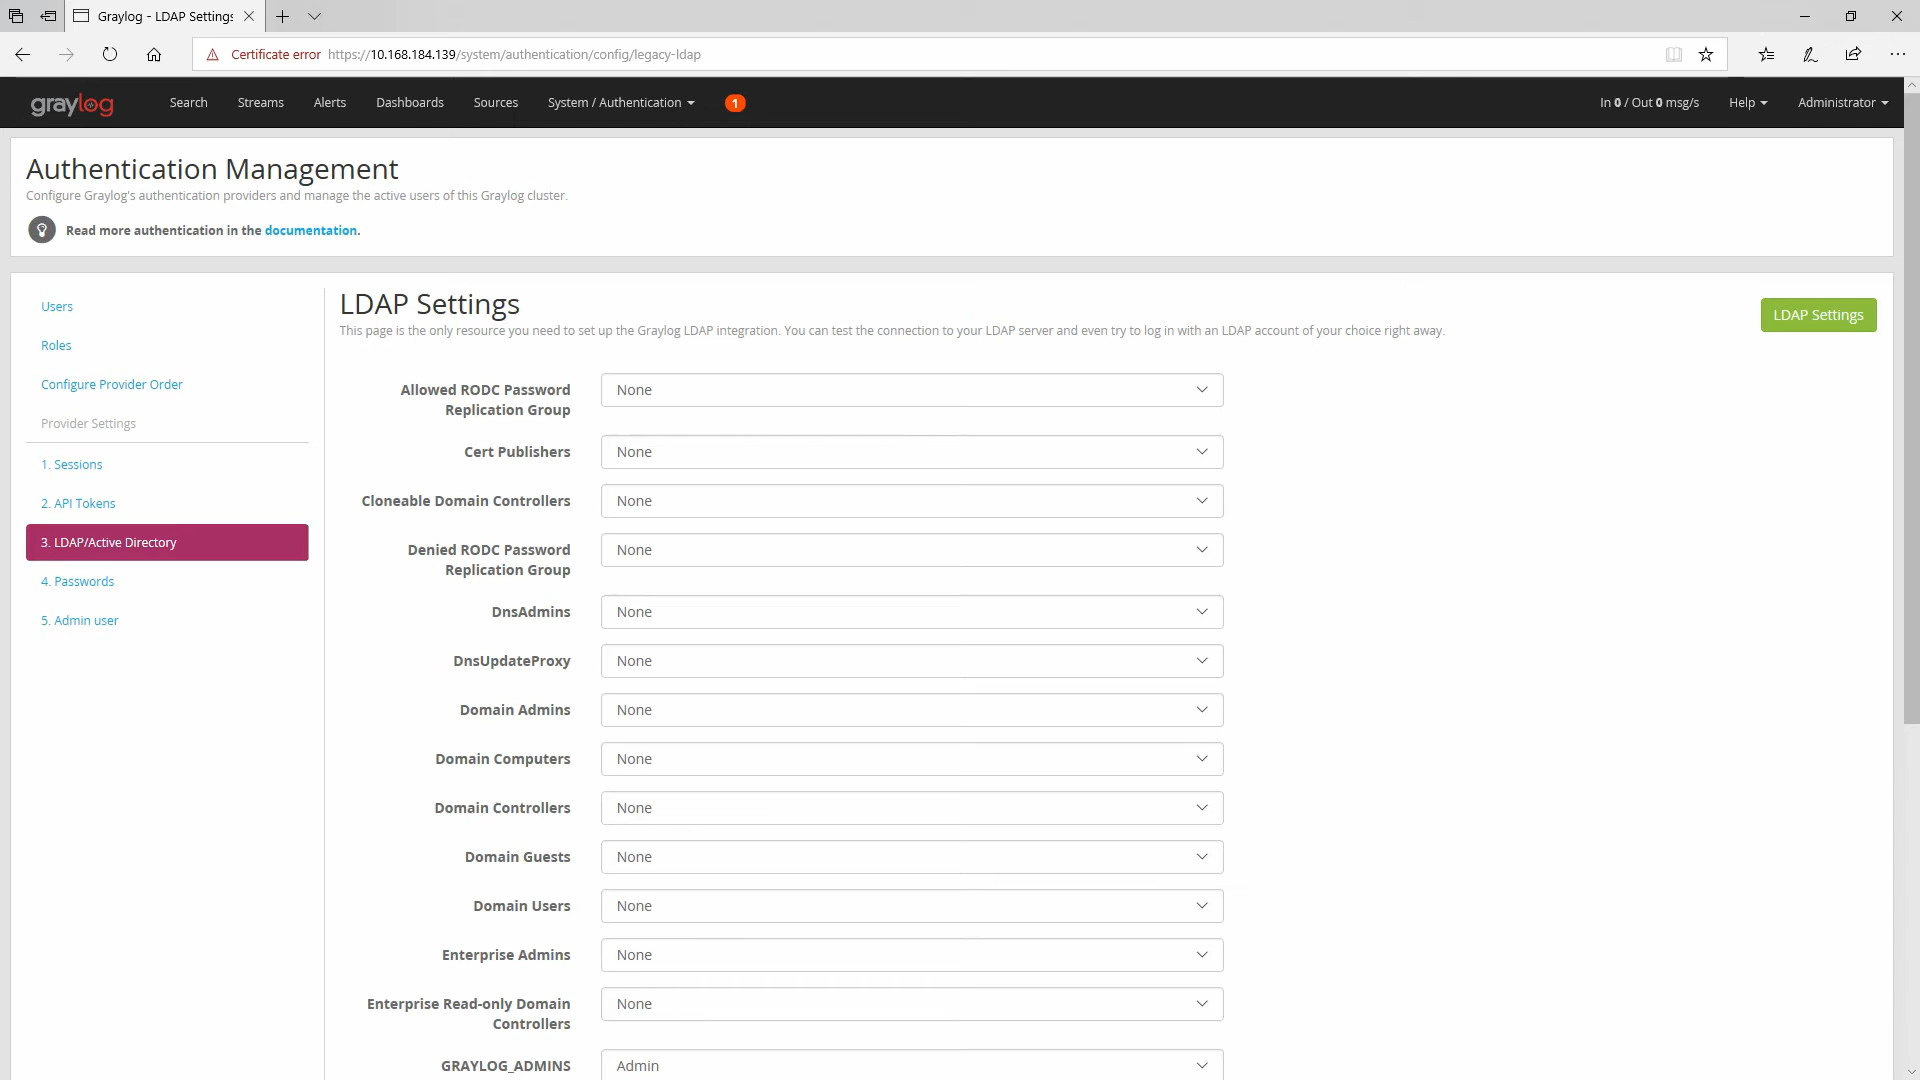 Graylog - LDAP Settings
Certificate error https://10.168.184.139/system/authentication/config/legacy-ldap
graylog Search Streams Alerts Dashboards Sources System / Authentication 1 In 0 / Out 0 msg/s Help Administrator
Authentication Management
Configure Graylog's authentication providers and manage the active users of this Graylog cluster.
Read more authentication in the documentation.
Users
Roles
Configure Provider Order
Provider Settings
1. Sessions
2. API Tokens
3. LDAP/Active Directory
4. Passwords
5. Admin user
LDAP Settings
This page is the only resource you need to set up the Graylog LDAP integration. You can test the connection to your LDAP server and even try to log in with an LDAP account of your choice right away.
LDAP Settings
Allowed RODC Password
Replication Group
None
Cert Publishers None
Cloneable Domain Controllers None
Denied RODC Password
Replication Group
None
DnsAdmins None
DnsUpdateProxy None
Domain Admins None
Domain Computers None
Domain Controllers None
Domain Guests None
Domain Users None
Enterprise Admins None
Enterprise Read-only Domain
Controllers
None
GRAYLOG_ADMINS Admin